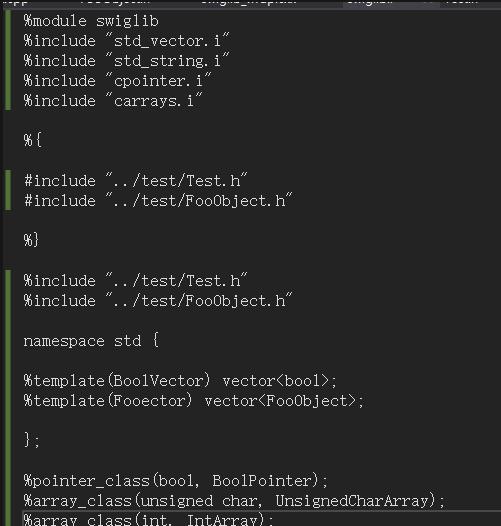 %module swiglib
%include "std_vector.i"
%include "std_string.i"
%include "cpointer.i"
%include "carrays.i"
%{
#include "../test/Test.h"
#include "../test/FooObject.h"
%}
%include "../test/Test.h"
%include "../test/FooObject.h"
namespace std {
%template(BoolVector) vector<bool>;
%template(Fooector) vector<FooObject>;
};
%pointer_class(bool, BoolPointer);
%array_class(unsigned char, UnsignedCharArray);
%array_class(int, IntArray);